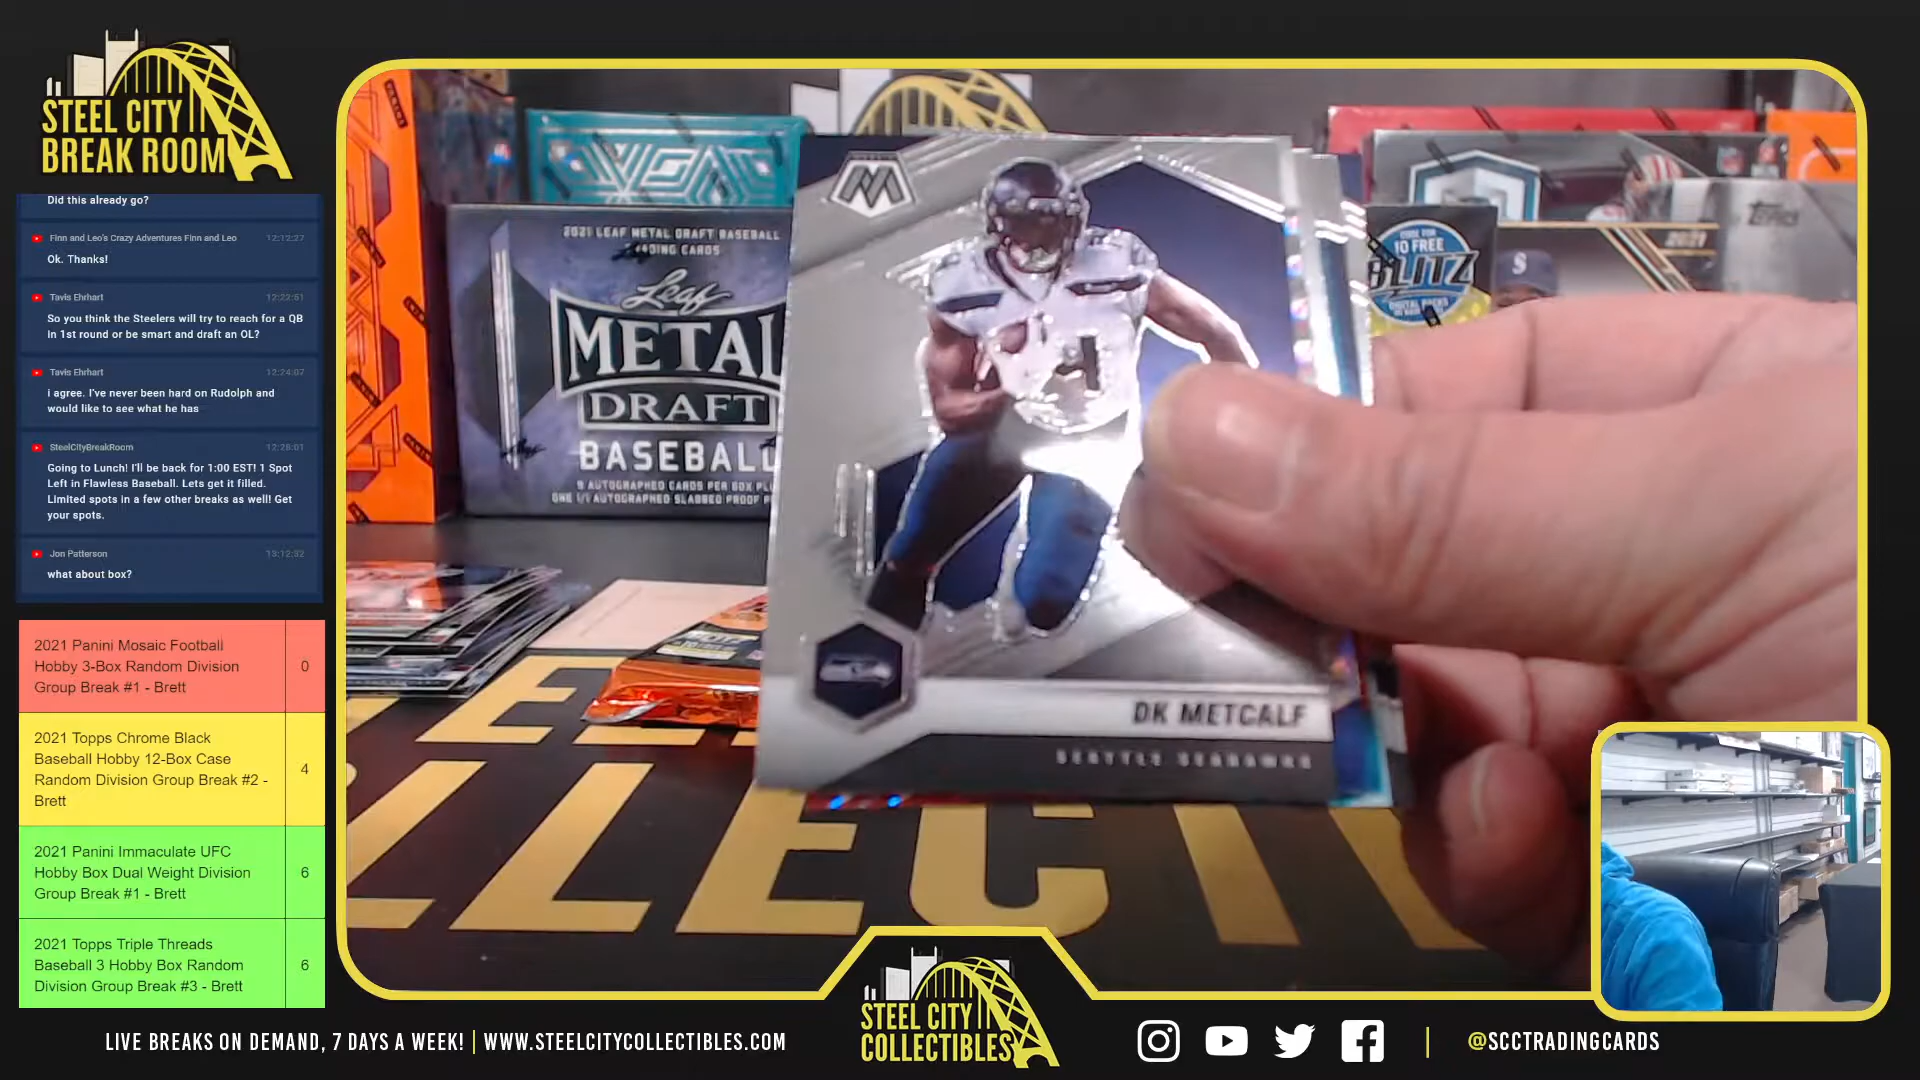 STEEL CITY
BREAK ROOM
Did this already go?
Finn and Leo's Crazy Adventures Finn and Leo 12:12:27
Ok. Thanks!
Tavis Ehrhart 12:23:51
So you think the Steelers will try to reach for a QB
in 1st round or be smart and draft an OL?
Tavis Ehrhart 12:24:07
i agree. I've never been hard on Rudolph and
would like to see what he has
SteelCityBreakRoom 12:28:01
Going to Lunch! I'll be back for 1:00 EST! 1 Spot
Left in Flawless Baseball. Lets get it filled.
Limited spots in a few other breaks as well! Get
your spots.
Jon Patterson 13:12:32
what about box?
2021 Panini Mosaic Football
Hobby 3-Box Random Division
Group Break #1 - Brett
0
2021 Topps Chrome Black
Baseball Hobby 12-Box Case
Random Division Group Break #2 -
Brett
4
2021 Panini Immaculate UFC
Hobby Box Dual Weight Division
Group Break #1 - Brett
6
2021 Topps Triple Threads
Baseball 3 Hobby Box Random
Division Group Break #3 - Brett
6
2021 LEAF METAL DRAFT BASEBALL
TRADING CARDS
Leaf
METAL
DRAFT
BASEBALL
9 AUTOGRAPHED CARDS PER BOX
ONE 1/1 AUTOGRAPHED SLABBED PROOF
DK METCALF
SEATTLE SEAHAWKS
CODE FOR
10 FREE
BLITZ
DIGITAL PACKS
TOPPS
2021
S
LLECTI
STEEL CITY
COLLECTIBLES
LIVE BREAKS ON DEMAND, 7 DAYS A WEEK! | WWW.STEELCITYCOLLECTIBLES.COM
@SCCTRADINGCARDS